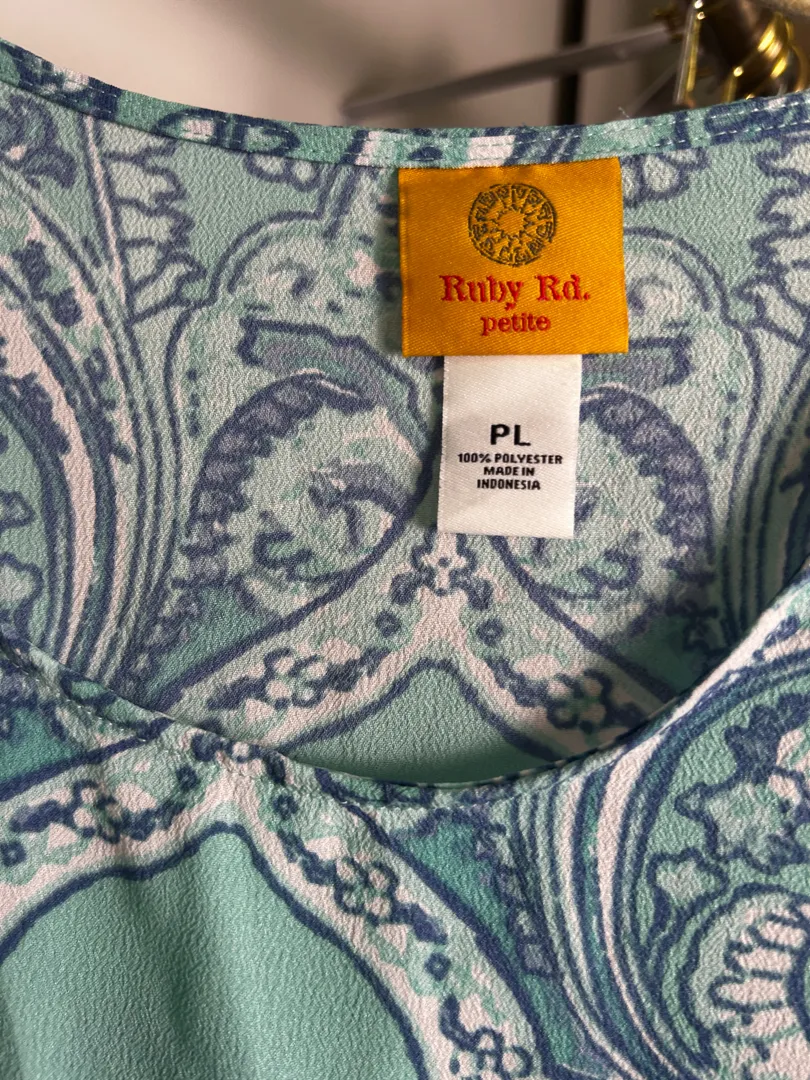 Ruby Rd.
petite
PL
100% POLYESTER
MADE IN
INDONESIA